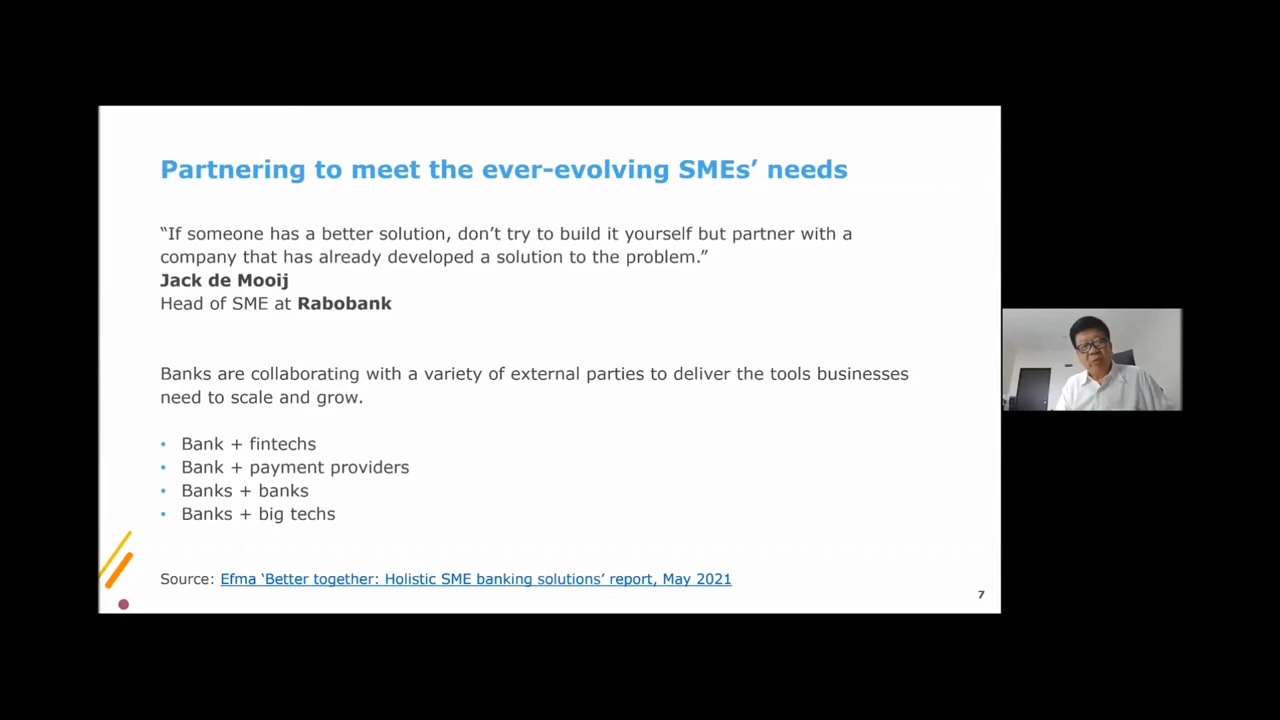 Partnering to meet the ever-evolving SMEs’ needs
“If someone has a better solution, don’t try to build it yourself but partner with a
company that has already developed a solution to the problem.”
Jack de Mooij
Head of SME at Rabobank
Banks are collaborating with a variety of external parties to deliver the tools businesses
need to scale and grow.
• Bank + fintechs
• Bank + payment providers
• Banks + banks
• Banks + big techs
Source: Efma ‘Better together: Holistic SME banking solutions’ report, May 2021
7